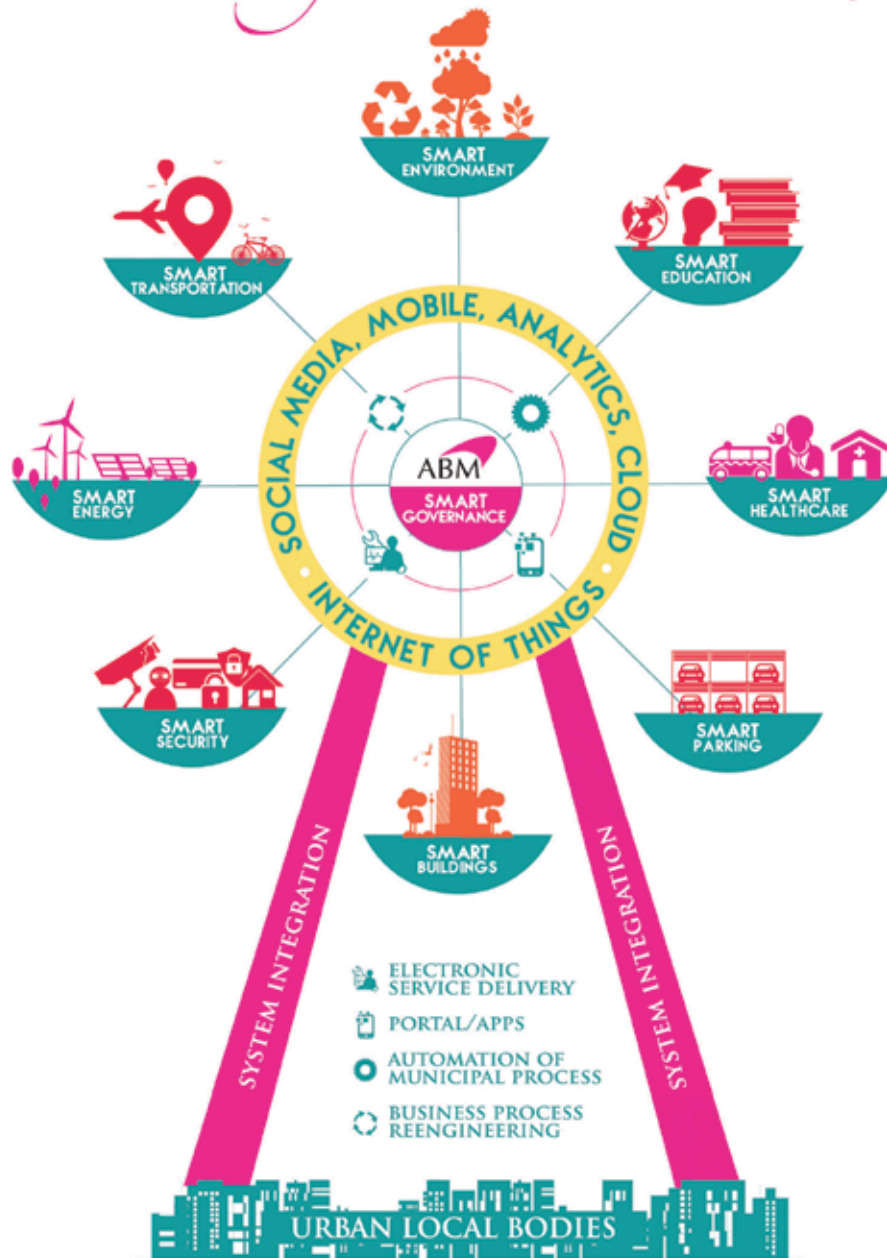 SMART
ENVIRONMENT
SMART
TRANSPORTATION
SMART
EDUCATION
SOCIAL MEDIA, MOBILE, ANALYTICS, CLOUD
• INTERNET OF THINGS •
SMART
ENERGY
ABM
SMART
GOVERNANCE
SMART
HEALTHCARE
SMART
SECURITY
SMART
PARKING
SMART
BUILDINGS
SYSTEM INTEGRATION
SYSTEM INTEGRATION
ELECTRONIC
SERVICE DELIVERY
PORTAL/APPS
AUTOMATION OF
MUNICIPAL PROCESS
BUSINESS PROCESS
REENGINEERING
URBAN LOCAL BODIES